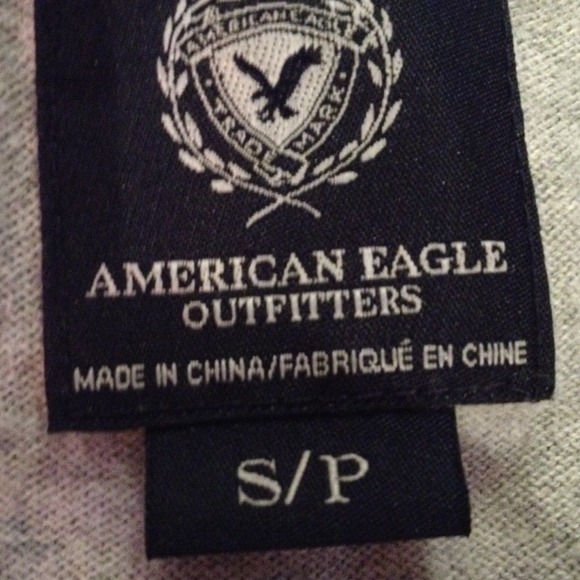 AMERICAN EAGLE
TRADE MARK
AMERICAN EAGLE
OUTFITTERS
MADE IN CHINA/FABRIQUÉ EN CHINE
S/P